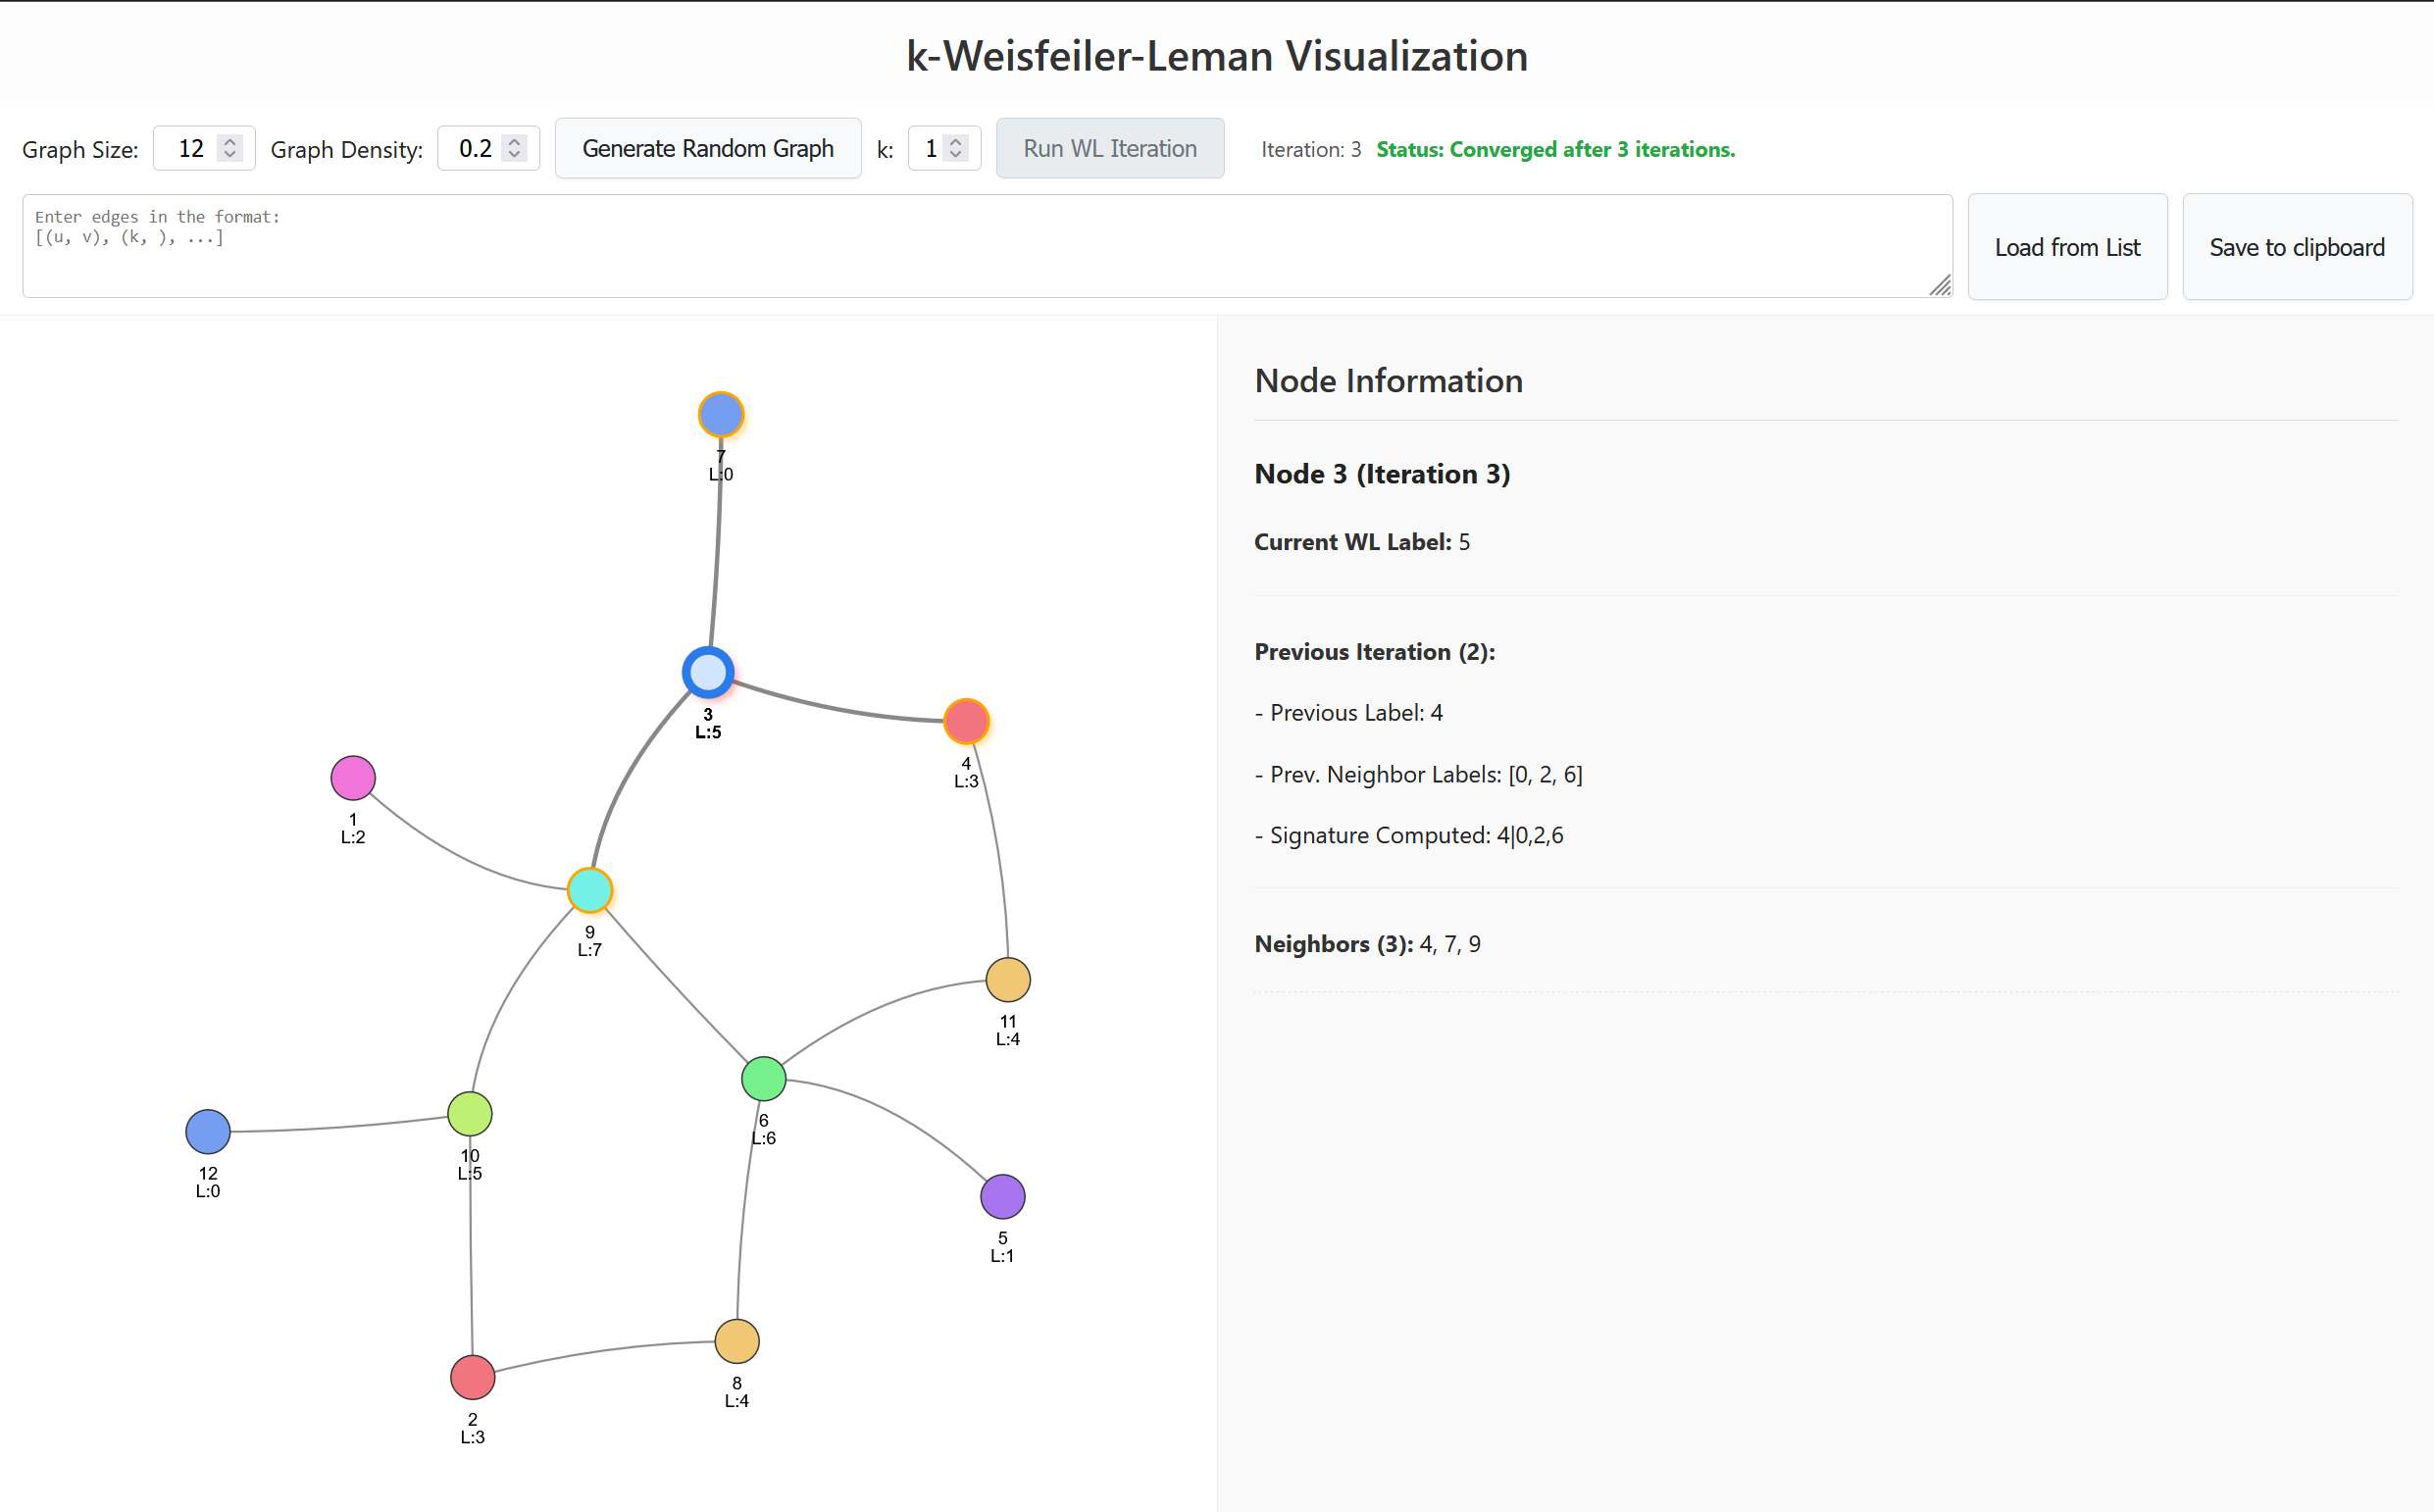 k-Weisfeiler-Leman Visualization
Graph Size: 12 Graph Density: 0.2 Generate Random Graph k: 1 Run WL Iteration Iteration: 3 Status: Converged after 3 iterations.
Enter edges in the format:
[(u, v), (k, ), ...]
Load from List
Save to clipboard
7
L:0
3
L:5
4
L:3
1
L:2
9
L:7
11
L:4
6
L:6
10
L:5
12
L:0
5
L:1
8
L:4
2
L:3
Node Information
Node 3 (Iteration 3)
Current WL Label: 5
Previous Iteration (2):
- Previous Label: 4
- Prev. Neighbor Labels: [0, 2, 6]
- Signature Computed: 4|0,2,6
Neighbors (3): 4, 7, 9